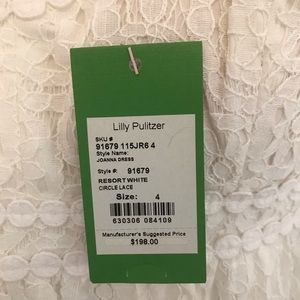 Lilly Pulitzer
SKU #
91679 115JR6 4
Style Name:
JOANNA DRESS
Style #: 91679
RESORT WHITE
CIRCLE LACE
Size: 4
630306 084109
Manufacturer's Suggested Price
$198.00